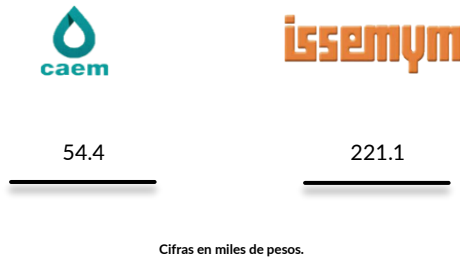 caem
issemym
54.4
221.1
Cifras en miles de pesos.